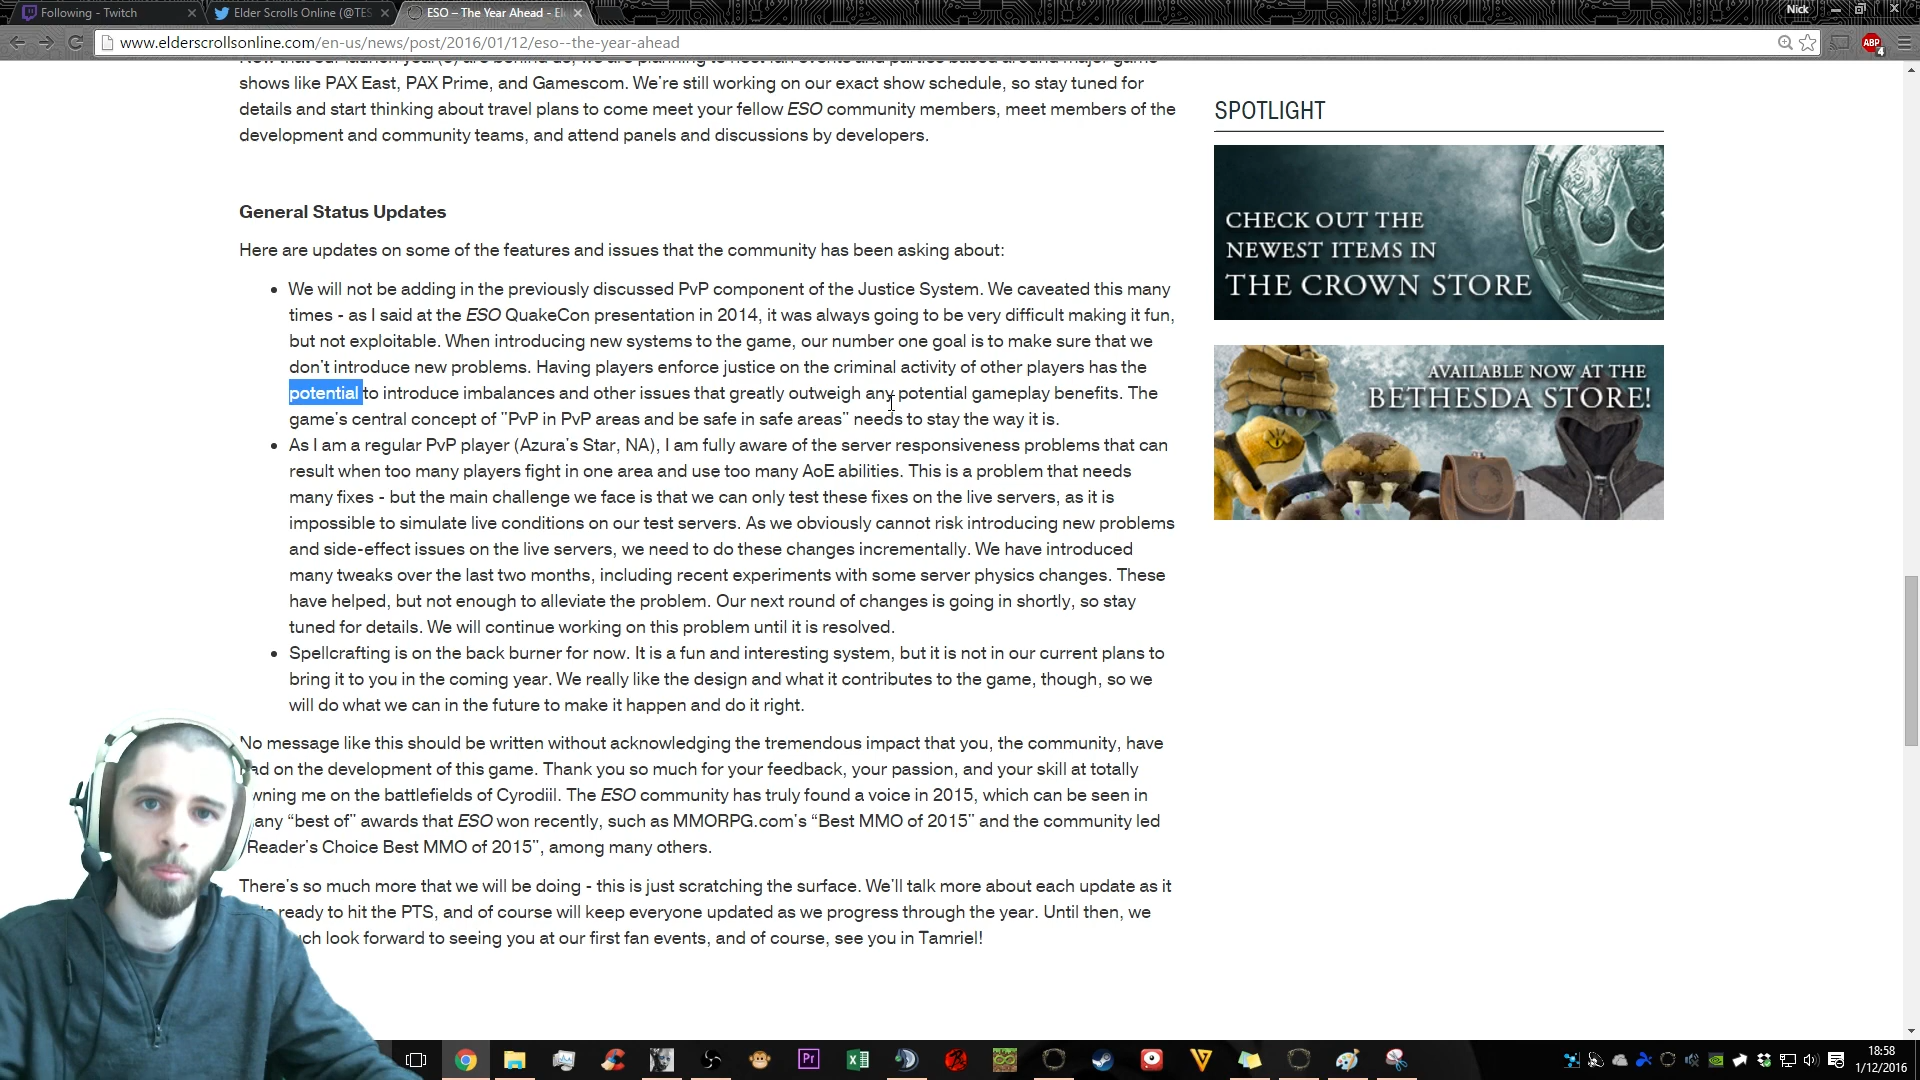 Following - Twitch
Elder Scrolls Online (@TES
ESO – The Year Ahead - El
Nick
www.elderscrollsonline.com/en-us/news/post/2016/01/12/eso--the-year-ahead
ABP
4
shows like PAX East, PAX Prime, and Gamescom. We're still working on our exact show schedule, so stay tuned for
details and start thinking about travel plans to come meet your fellow ESO community members, meet members of the
development and community teams, and attend panels and discussions by developers.
General Status Updates
Here are updates on some of the features and issues that the community has been asking about:
• We will not be adding in the previously discussed PvP component of the Justice System. We caveated this many
times - as I said at the ESO QuakeCon presentation in 2014, it was always going to be very difficult making it fun,
but not exploitable. When introducing new systems to the game, our number one goal is to make sure that we
don't introduce new problems. Having players enforce justice on the criminal activity of other players has the
potential to introduce imbalances and other issues that greatly outweigh any potential gameplay benefits. The
game's central concept of "PvP in PvP areas and be safe in safe areas" needs to stay the way it is.
• As I am a regular PvP player (Azura's Star, NA), I am fully aware of the server responsiveness problems that can
result when too many players fight in one area and use too many AoE abilities. This is a problem that needs
many fixes - but the main challenge we face is that we can only test these fixes on the live servers, as it is
impossible to simulate live conditions on our test servers. As we obviously cannot risk introducing new problems
and side-effect issues on the live servers, we need to do these changes incrementally. We have introduced
many tweaks over the last two months, including recent experiments with some server physics changes. These
have helped, but not enough to alleviate the problem. Our next round of changes is going in shortly, so stay
tuned for details. We will continue working on this problem until it is resolved.
• Spellcrafting is on the back burner for now. It is a fun and interesting system, but it is not in our current plans to
bring it to you in the coming year. We really like the design and what it contributes to the game, though, so we
will do what we can in the future to make it happen and do it right.
No message like this should be written without acknowledging the tremendous impact that you, the community, have
ad on the development of this game. Thank you so much for your feedback, your passion, and your skill at totally
wning me on the battlefields of Cyrodiil. The ESO community has truly found a voice in 2015, which can be seen in
any “best of” awards that ESO won recently, such as MMORPG.com's “Best MMO of 2015” and the community led
Reader's Choice Best MMO of 2015”, among many others.
There's so much more that we will be doing - this is just scratching the surface. We'll talk more about each update as it
ready to hit the PTS, and of course will keep everyone updated as we progress through the year. Until then, we
ch look forward to seeing you at our first fan events, and of course, see you in Tamriel!
SPOTLIGHT
CHECK OUT THE
NEWEST ITEMS IN
THE CROWN STORE
AVAILABLE NOW AT THE
BETHESDA STORE!
Pr
18:58
1/12/2016